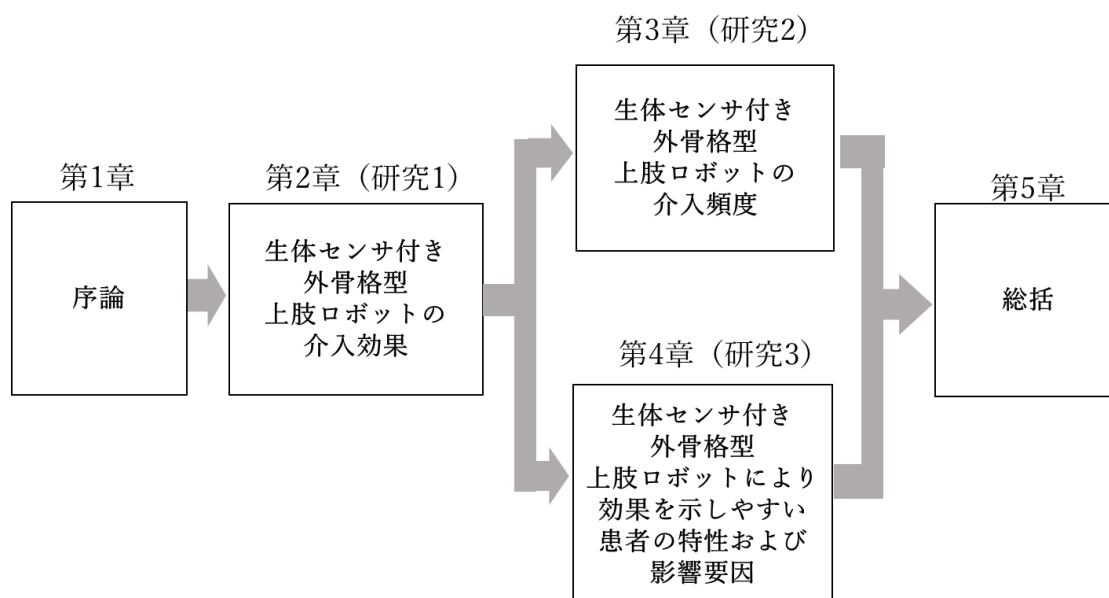 第1章
序論
第2章（研究1）
生体センサ付き
外骨格型
上肢ロボットの
介入効果
第3章（研究2）
生体センサ付き
外骨格型
上肢ロボットの
介入頻度
第4章（研究3）
生体センサ付き
外骨格型
上肢ロボットにより
効果を示しやすい
患者の特性および
影響要因
第5章
総括